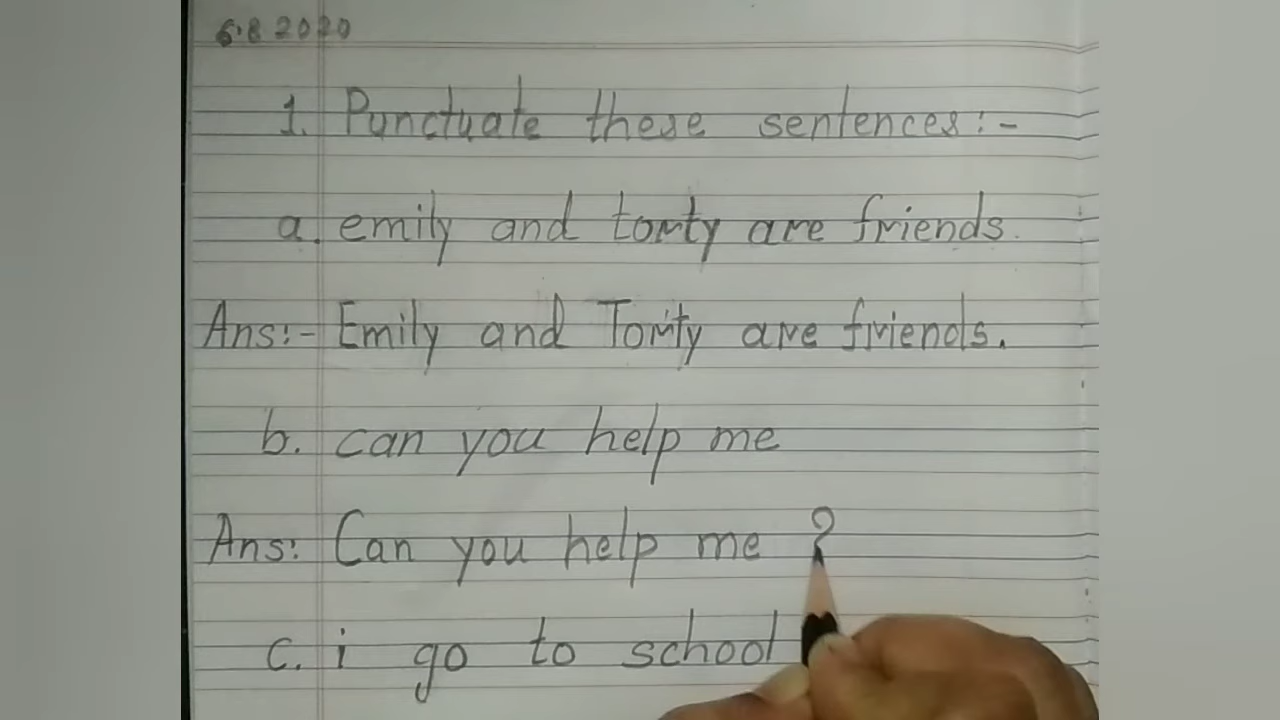 6.8 2020
1. Punctuate these sentences:-
a. emily and torty are friends.
Ans:- Emily and Torty are friends.
b. can you help me
Ans: Can you help me ?
c. i go to school